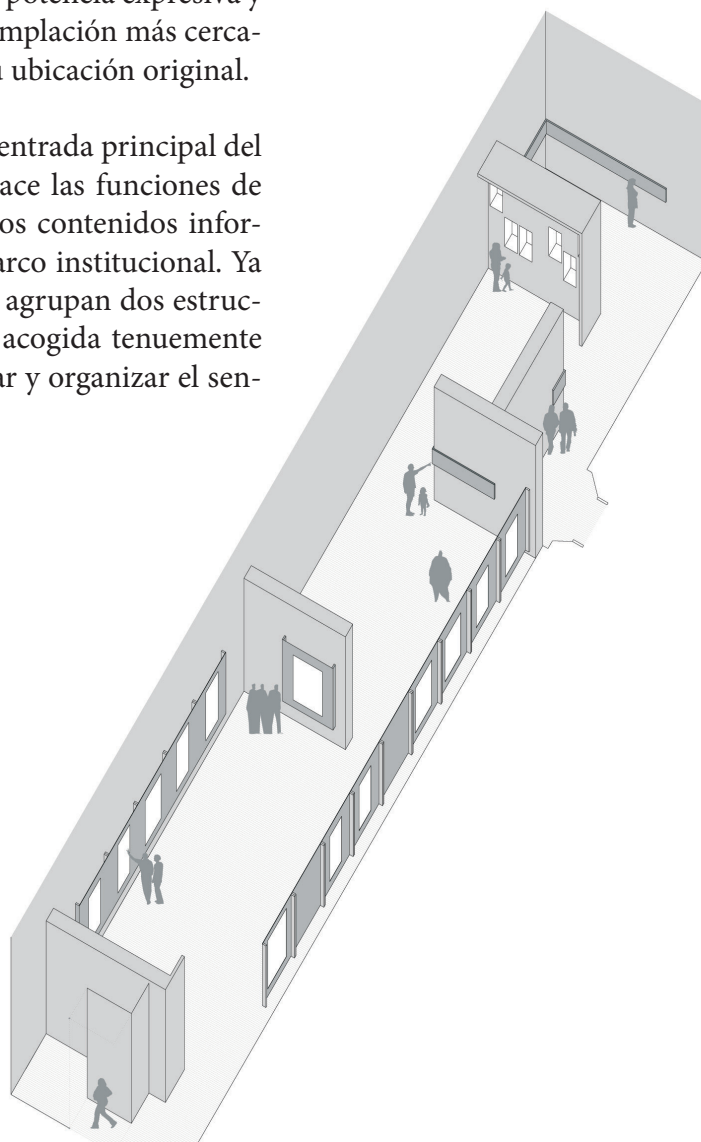 potencia expresiva y
mplación más cerca-
u ubicación original.
entrada principal del
ace las funciones de
os contenidos infor-
arco institucional. Ya
agrupan dos estruc-
acogida tenuemente
ar y organizar el sen-